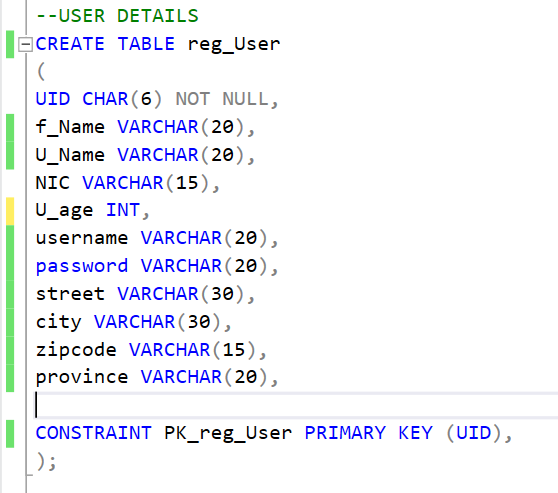 --USER DETAILS
CREATE TABLE reg_User
(
UID CHAR(6) NOT NULL,
f_Name VARCHAR(20),
U_Name VARCHAR(20),
NIC VARCHAR(15),
U_age INT,
username VARCHAR(20),
password VARCHAR(20),
street VARCHAR(30),
city VARCHAR(30),
zipcode VARCHAR(15),
province VARCHAR(20),
CONSTRAINT PK_reg_User PRIMARY KEY (UID),
);